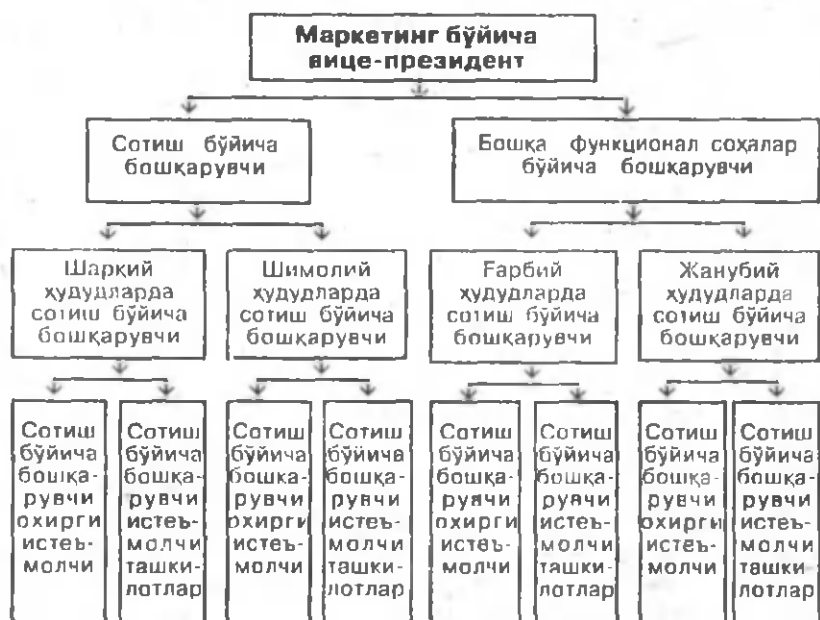 Маркетинг бўйича
вице-президент
Сотиш бўйича
бошқарувчи
Бошқа функционал соҳалар
бўйича бошқарувчи
Шарқий
ҳудудларда
сотиш бўйича
бошқарувчи
Шимолий
ҳудудларда
сотиш бўйича
бошқарувчи
Ғарбий
ҳудудларда
сотиш бўйича
бошқарувчи
Жанубий
ҳудудларда
сотиш бўйича
бошқарувчи
Сотиш
бўйича
бошқа-
рувчи
охирги
истеъ-
молчи
Сотиш
бўйича
бошқа-
рувчи
истеъ-
молчи
ташки-
лотлар
Сотиш
бўйича
бошқа-
рувчи
охирги
истеъ-
молчи
Сотиш
бўйича
бошқа-
рувчи
истеъ-
молчи
ташки-
лотлар
Сотиш
бўйича
бошқа-
рувчи
охирги
истеъ-
молчи
Сотиш
бўйича
бошқа-
рувчи
истеъ-
молчи
ташки-
лотлар
Сотиш
бўйича
бошқа-
рувчи
охирги
истеъ-
молчи
Сотиш
бўйича
бошқа-
рувчи
истеъ-
молчи
ташки-
лотлар